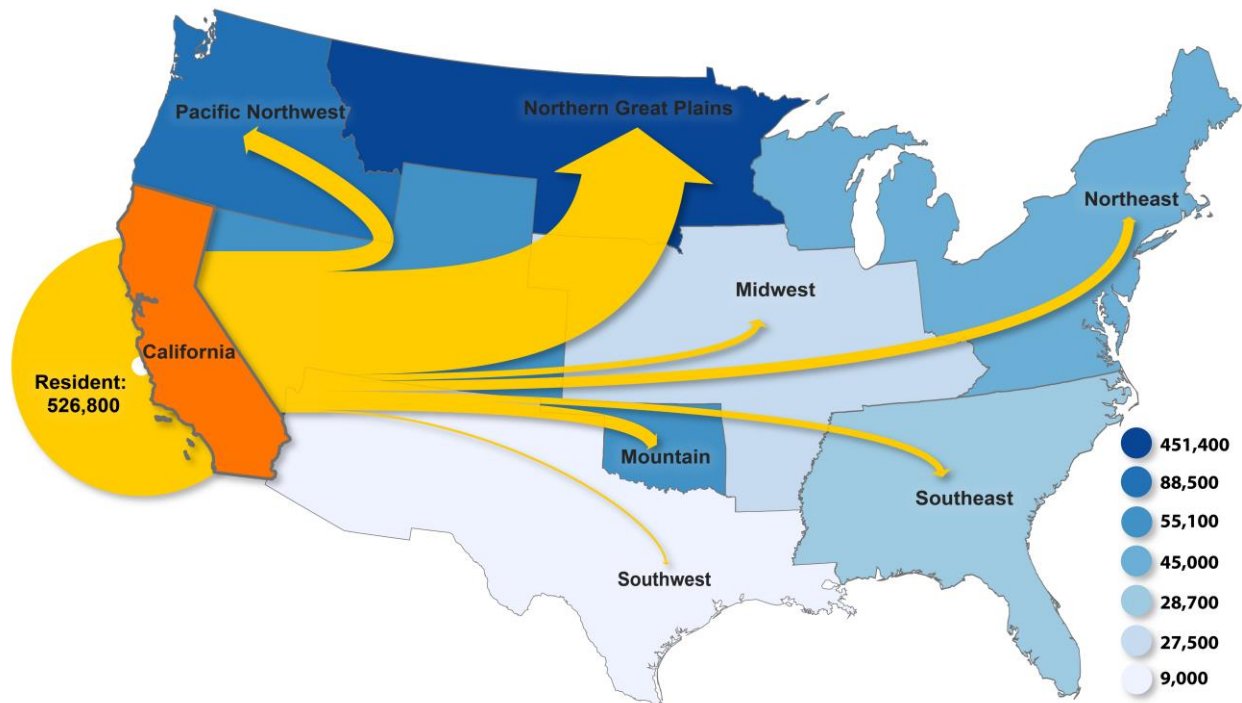 Pacific Northwest
Northern Great Plains
Northeast
Midwest
California
Resident:
526,800
Mountain
Southeast
Southwest
451,400
88,500
55,100
45,000
28,700
27,500
9,000